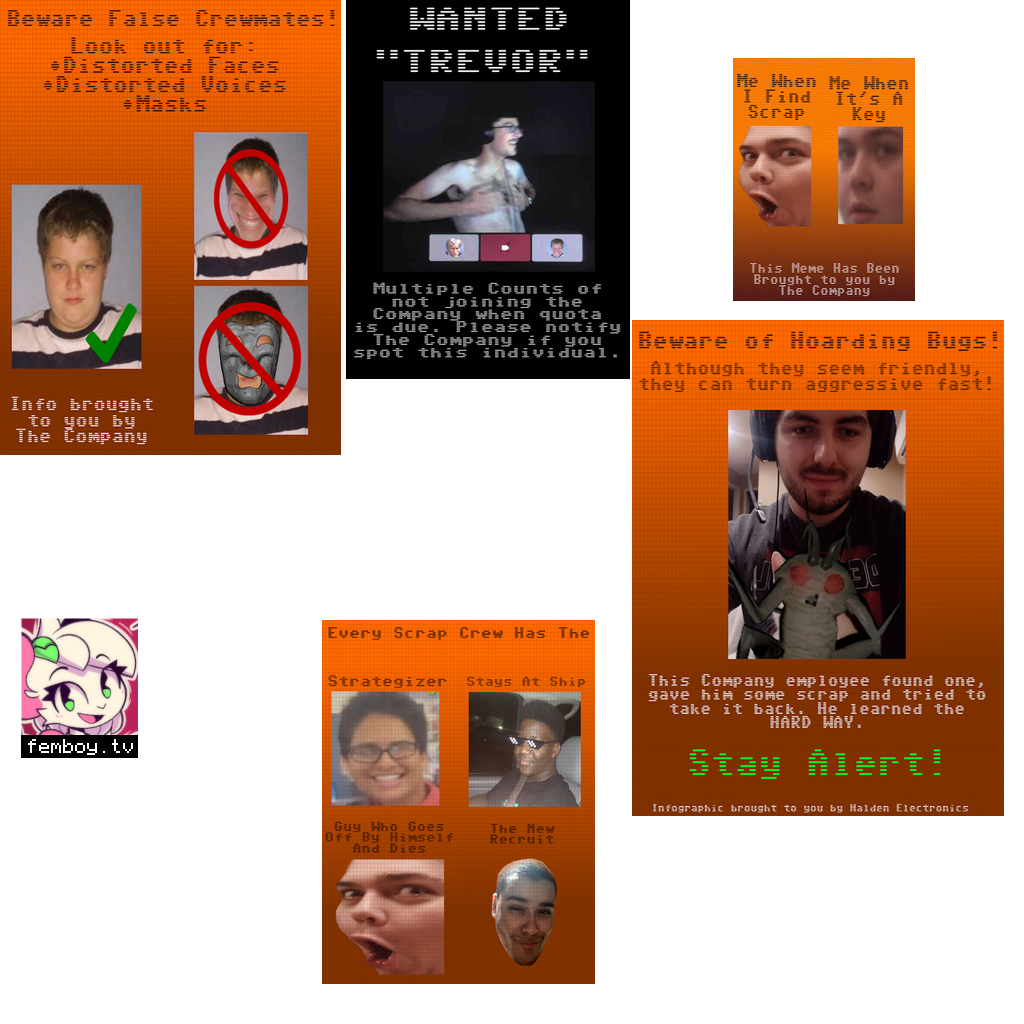 Beware False Crewmates!
Look out for:
•Distorted Faces
•Distorted Voices
•Masks
Info brought
to you by
The Company
WANTED
"TREVOR"
Multiple Counts of
not joining the
Company when quota
is due. Please notify
The Company if you
spot this individual.
Me When
I Find
Scrap
Me When
It's A
Key
This Meme Has Been
Brought to you by
The Company
Beware of Hoarding Bugs!
Although they seem friendly,
they can turn aggressive fast!
This Company employee found one,
gave him some scrap and tried to
take it back. He learned the
HARD WAY.
Stay Alert!
Infographic brought to you by Halden Electronics
femboy.tv
Every Scrap Crew Has The
Strategizer
Stays At Ship
Guy Who Goes
Off By Himself
And Dies
The New
Recruit